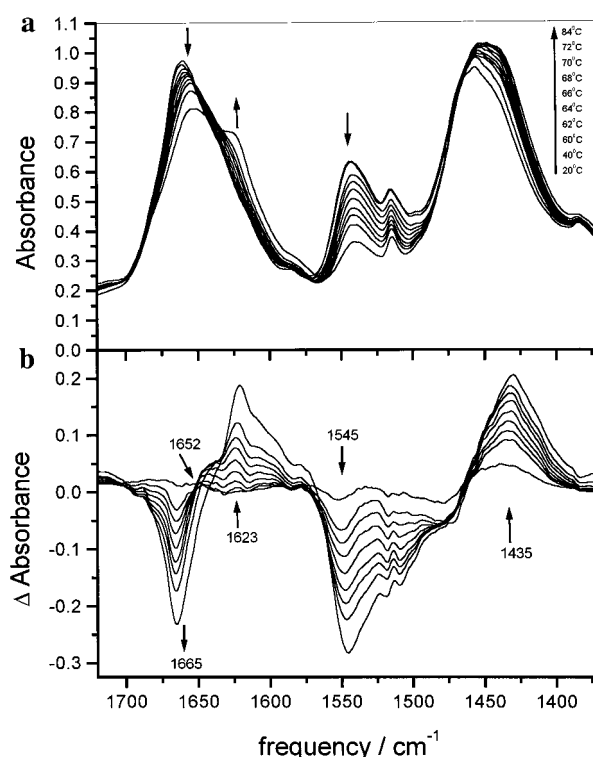 a
1.1
1.0
0.9
0.8
0.7
0.6
0.5
0.4
0.3
0.2
0.1
0.0
Absorbance
84°C
72°C
70°C
68°C
66°C
64°C
62°C
60°C
40°C
20°C
b
0.2
0.1
0.0
-0.1
-0.2
-0.3
Δ Absorbance
1652
1623
1665
1545
1435
1700 1650 1600 1550 1500 1450 1400
frequency / cm⁻¹